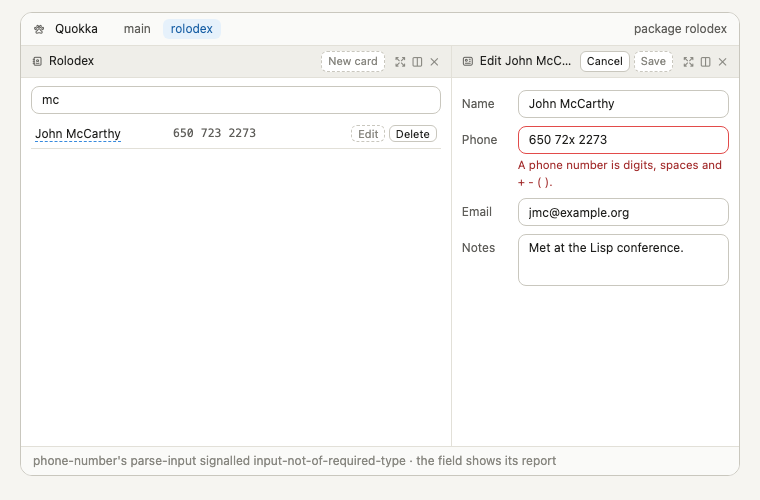 Quokka main rolodex package rolodex
Rolodex New card
mc
John McCarthy 650 723 2273 Edit Delete
Edit John McC... Cancel Save
Name John McCarthy
Phone 650 72x 2273
A phone number is digits, spaces and
+ - ( ).
Email jmc@example.org
Notes Met at the Lisp conference.
phone-number's parse-input signalled input-not-of-required-type · the field shows its report